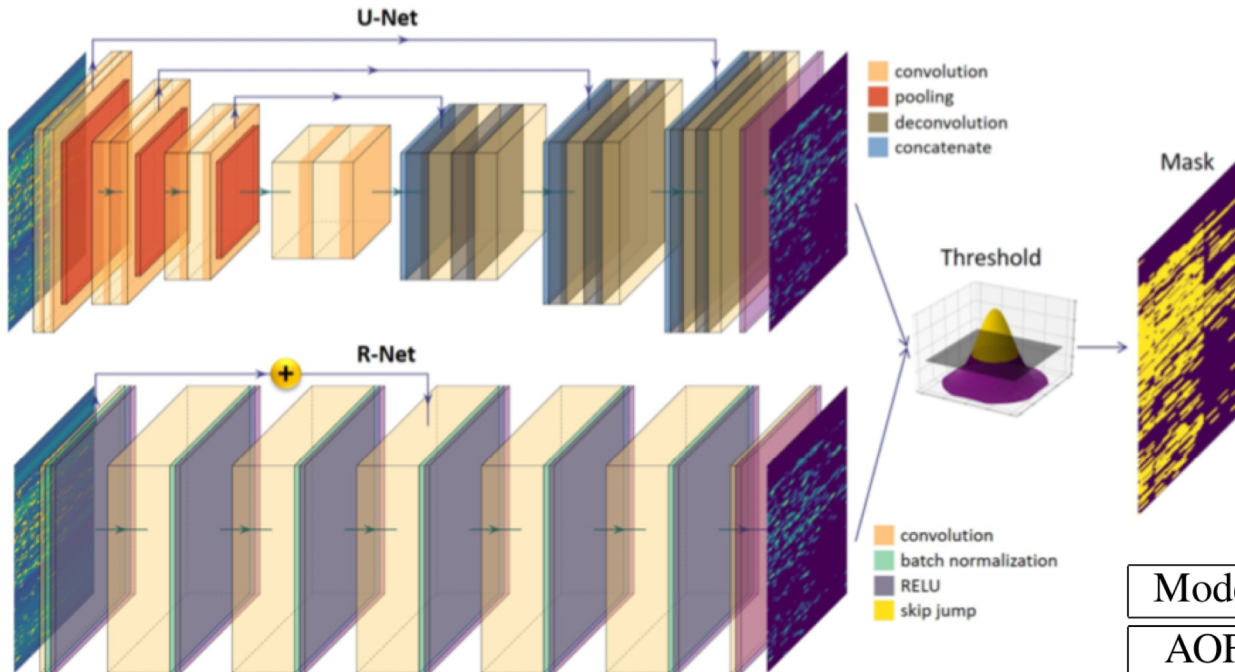 U-Net
convolution
pooling
deconvolution
concatenate
Mask
Threshold
R-Net
+
convolution
batch normalization
RELU
skip jump